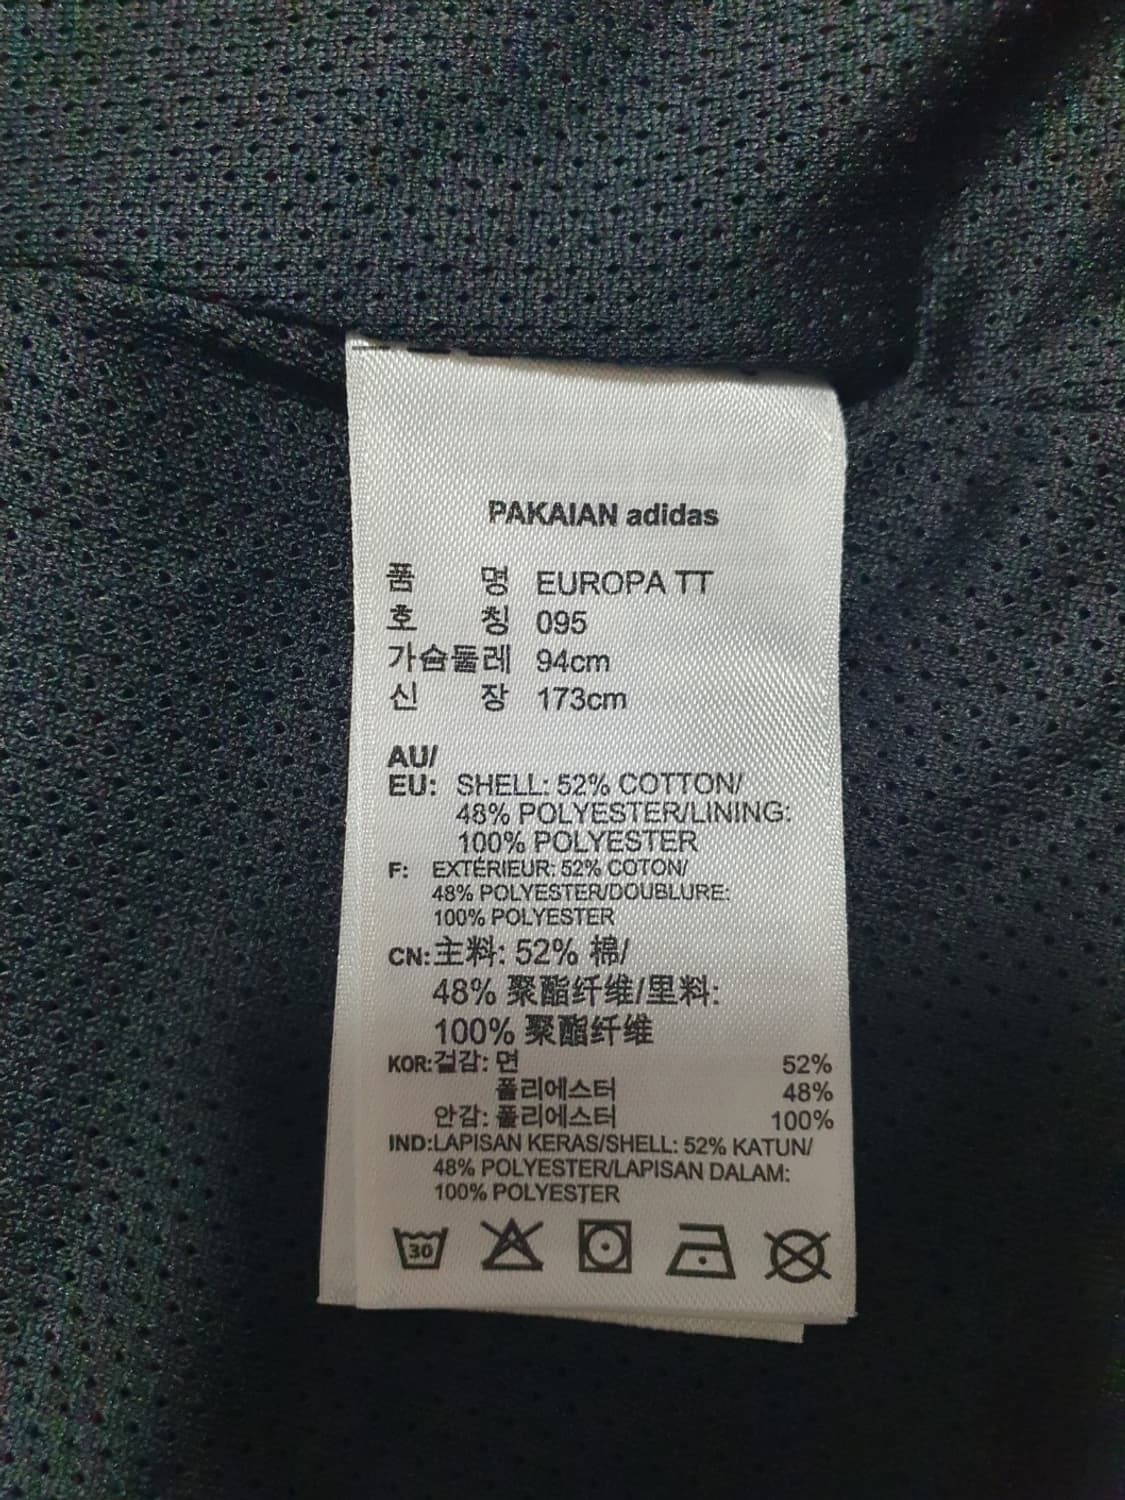 PAKAIAN adidas
품 명 EUROPA TT
호 칭 095
가슴둘레 94cm
신 장 173cm
AU/
EU: SHELL: 52% COTTON/
48% POLYESTER/LINING:
100% POLYESTER
F: EXTÉRIEUR: 52% COTON/
48% POLYESTER/DOUBLURE:
100% POLYESTER
CN:主料: 52% 棉/
48% 聚酯纤维/里料:
100% 聚酯纤维
KOR:겉감: 면 52%
폴리에스터 48%
안감: 폴리에스터 100%
IND:LAPISAN KERAS/SHELL: 52% KATUN/
48% POLYESTER/LAPISAN DALAM:
100% POLYESTER
30